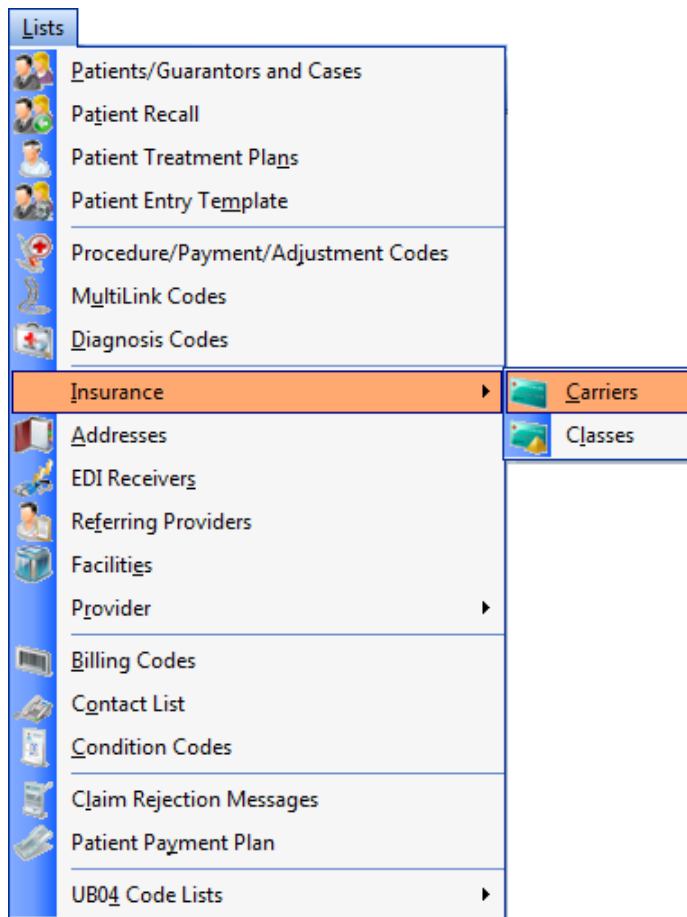 Lists
Patients/Guarantors and Cases
Patient Recall
Patient Treatment Plans
Patient Entry Template
Procedure/Payment/Adjustment Codes
MultiLink Codes
Diagnosis Codes
Insurance
Carriers
Addresses
Classes
EDI Receivers
Referring Providers
Facilities
Provider
Billing Codes
Contact List
Condition Codes
Claim Rejection Messages
Patient Payment Plan
UB04 Code Lists